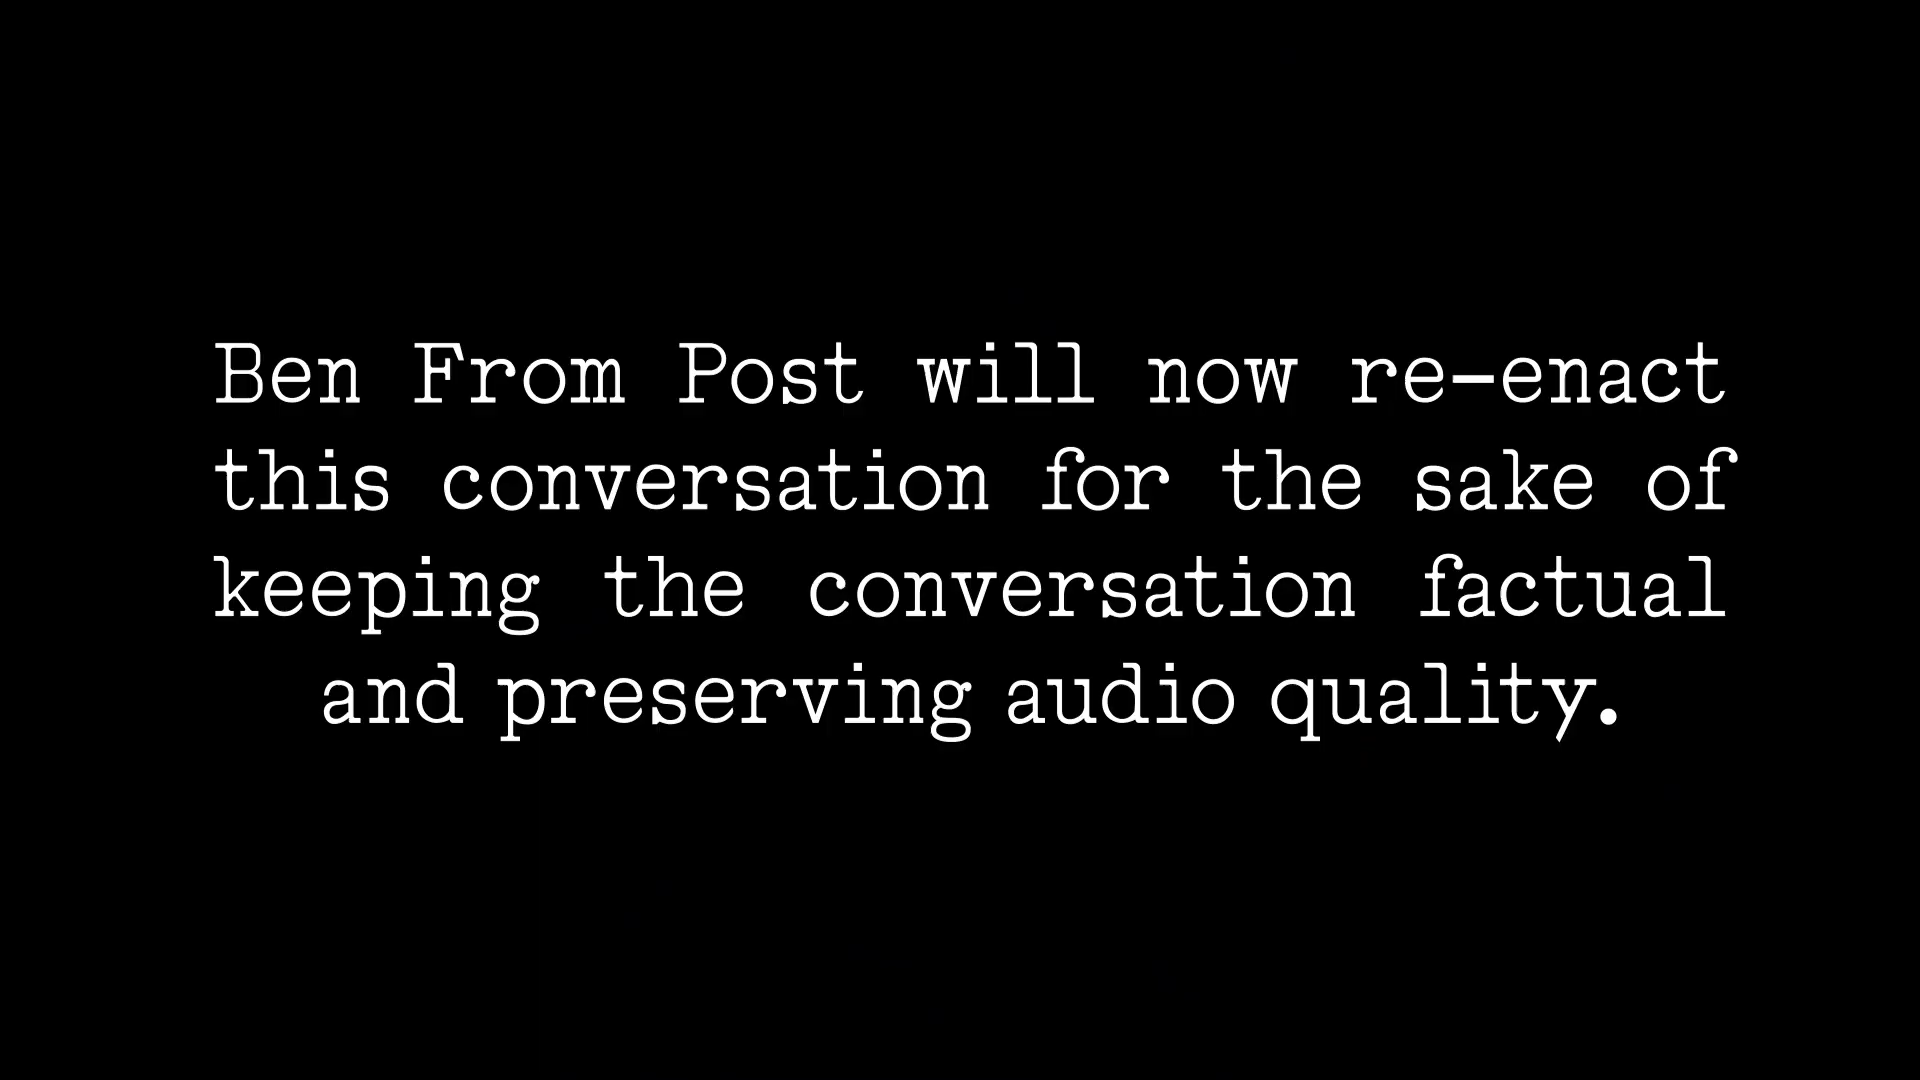 Ben From Post will now re-enact
this conversation for the sake of
keeping the conversation factual
and preserving audio quality.